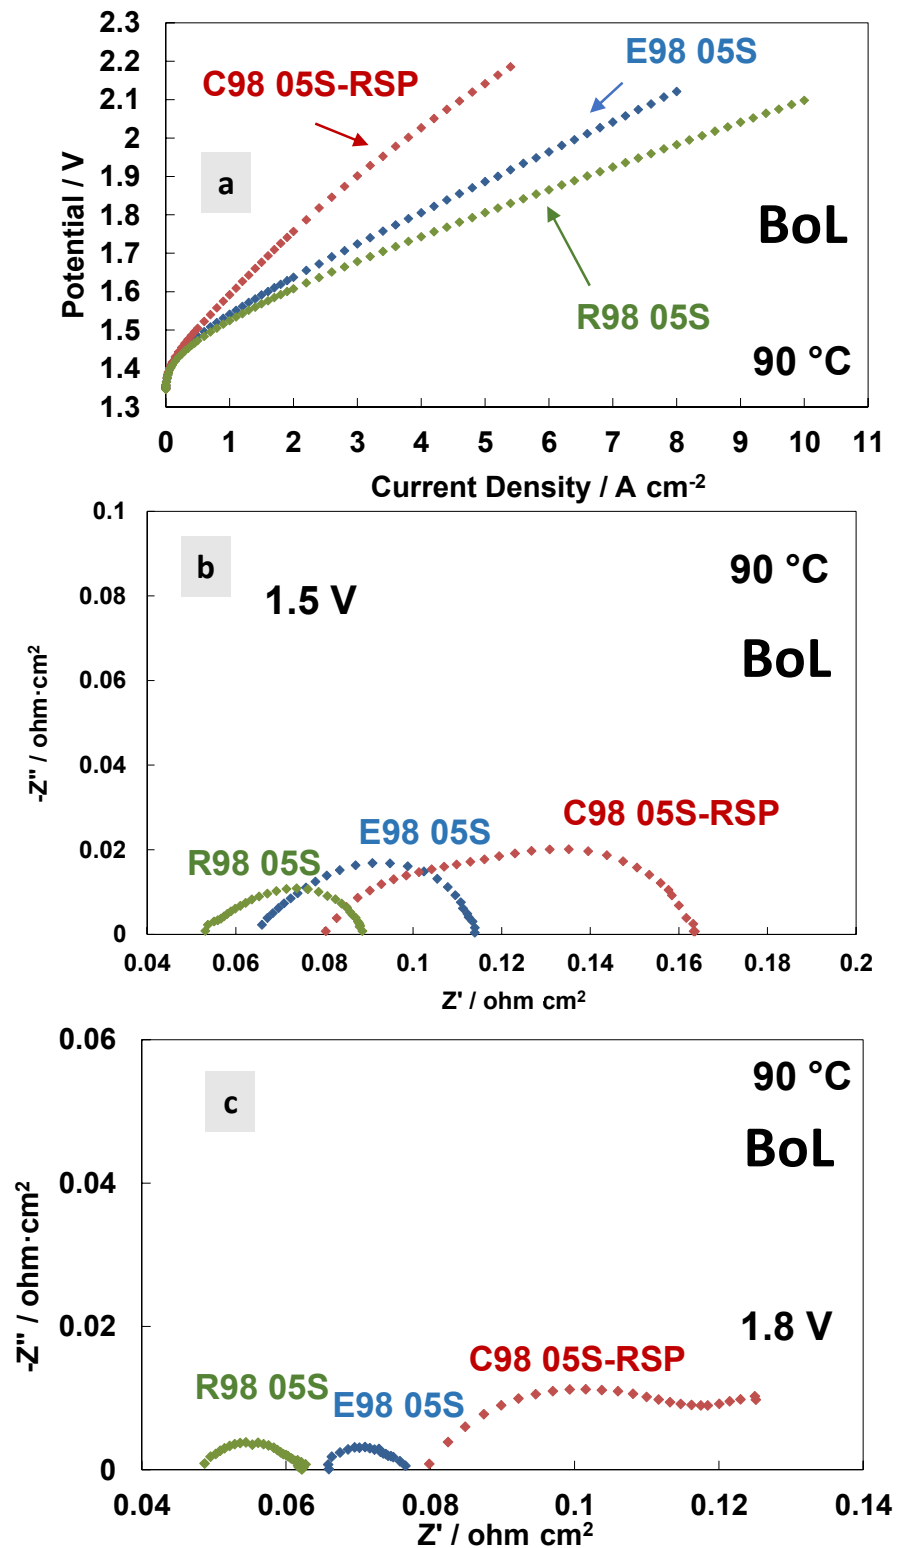 2.3
2.2
2.1
2
1.9
1.8
1.7
1.6
1.5
1.4
1.3
Potential / V
E98 05S
C98 05S-RSP
a
BoL
R98 05S
90 °C
0 1 2 3 4 5 6 7 8 9 10 11
Current Density / A cm⁻²
0.1
0.08
0.06
0.04
0.02
0
-Z" / ohm·cm²
b
90 °C
1.5 V
BoL
C98 05S-RSP
E98 05S
R98 05S
0.04 0.06 0.08 0.1 0.12 0.14 0.16 0.18 0.2
Z' / ohm cm²
0.06
0.04
0.02
0
-Z" / ohm·cm²
90 °C
c
BoL
1.8 V
C98 05S-RSP
R98 05S
E98 05S
0.04 0.06 0.08 0.1 0.12 0.14
Z' / ohm cm²